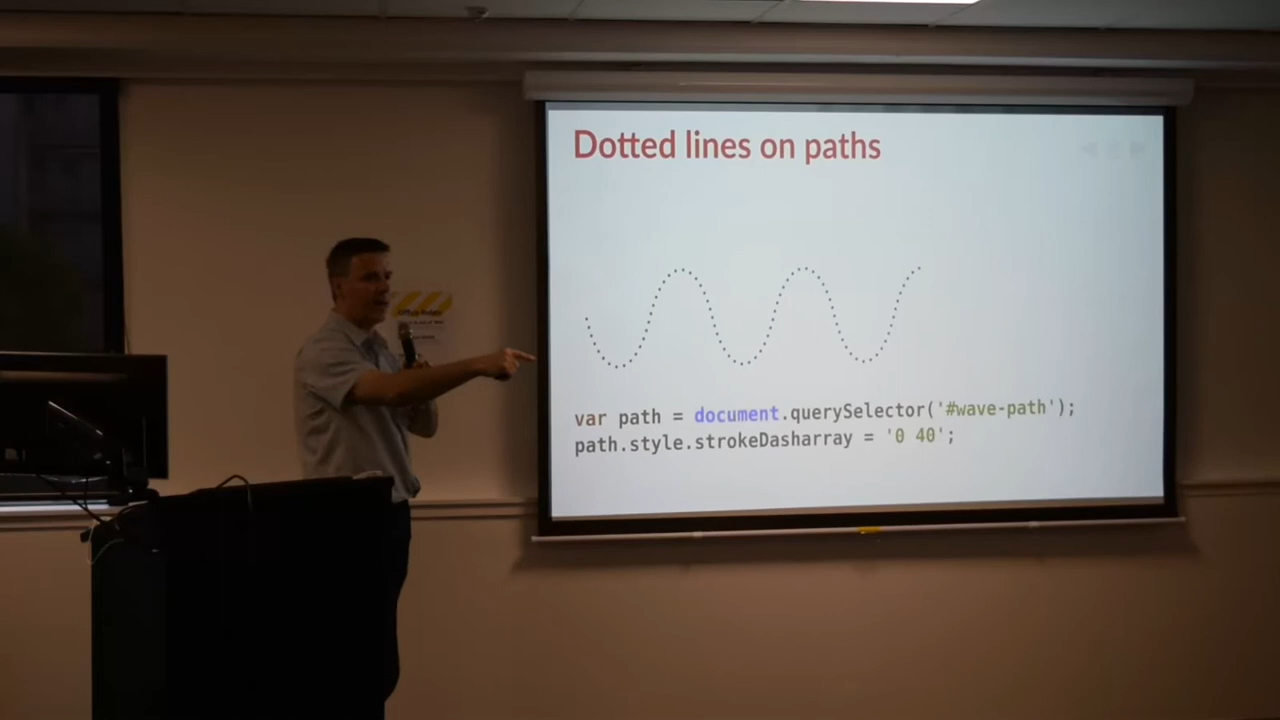 Dotted lines on paths
var path = document.querySelector('#wave-path');
path.style.strokeDasharray = '0 40';